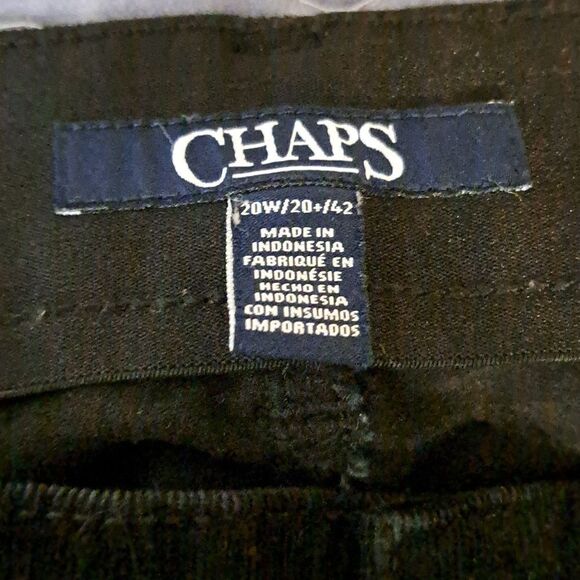 CHAPS
20W/20+/42
MADE IN
INDONESIA
FABRIQUÉ EN
INDONÉSIE
HECHO EN
INDONESIA
CON INSUMOS
IMPORTADOS